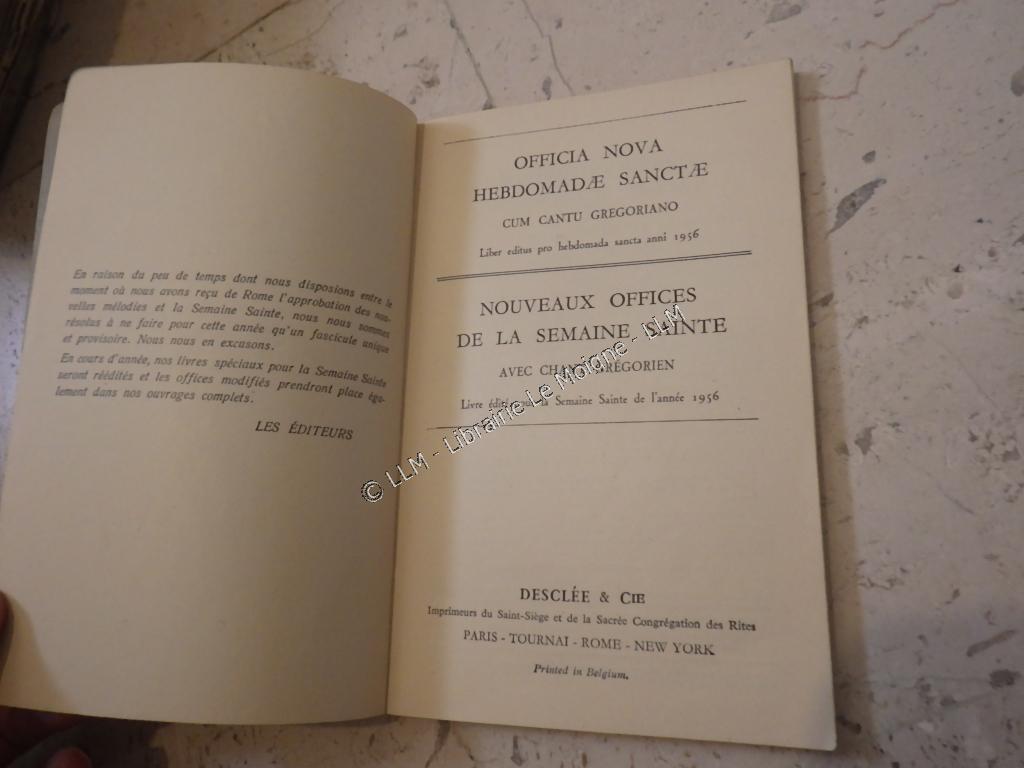 En raison du peu de temps dont nous disposions entre le
moment où nous avons reçu de Rome l'approbation des nou-
velles mélodies et la Semaine Sainte, nous nous sommes
résolus à ne faire pour cette année qu'un fascicule unique
et provisoire. Nous nous en excusons.
En cours d'année, nos livres spéciaux pour la Semaine Sainte
seront réédités et les offices modifiés prendront place éga-
lement dans nos ouvrages complets.
LES ÉDITEURS
OFFICIA NOVA
HEBDOMADÆ SANCTÆ
CUM CANTU GREGORIANO
Liber editus pro hebdomada sancta anni 1956
NOUVEAUX OFFICES
DE LA SEMAINE SAINTE
AVEC CHANT GRÉGORIEN
Livre édité pour la Semaine Sainte de l'année 1956
DESCLÉE & CIE
Imprimeurs du Saint-Siège et de la Sacrée Congrégation des Rites
PARIS - TOURNAI - ROME - NEW YORK
Printed in Belgium.
© LLM - Librairie Le Moigne - LLM